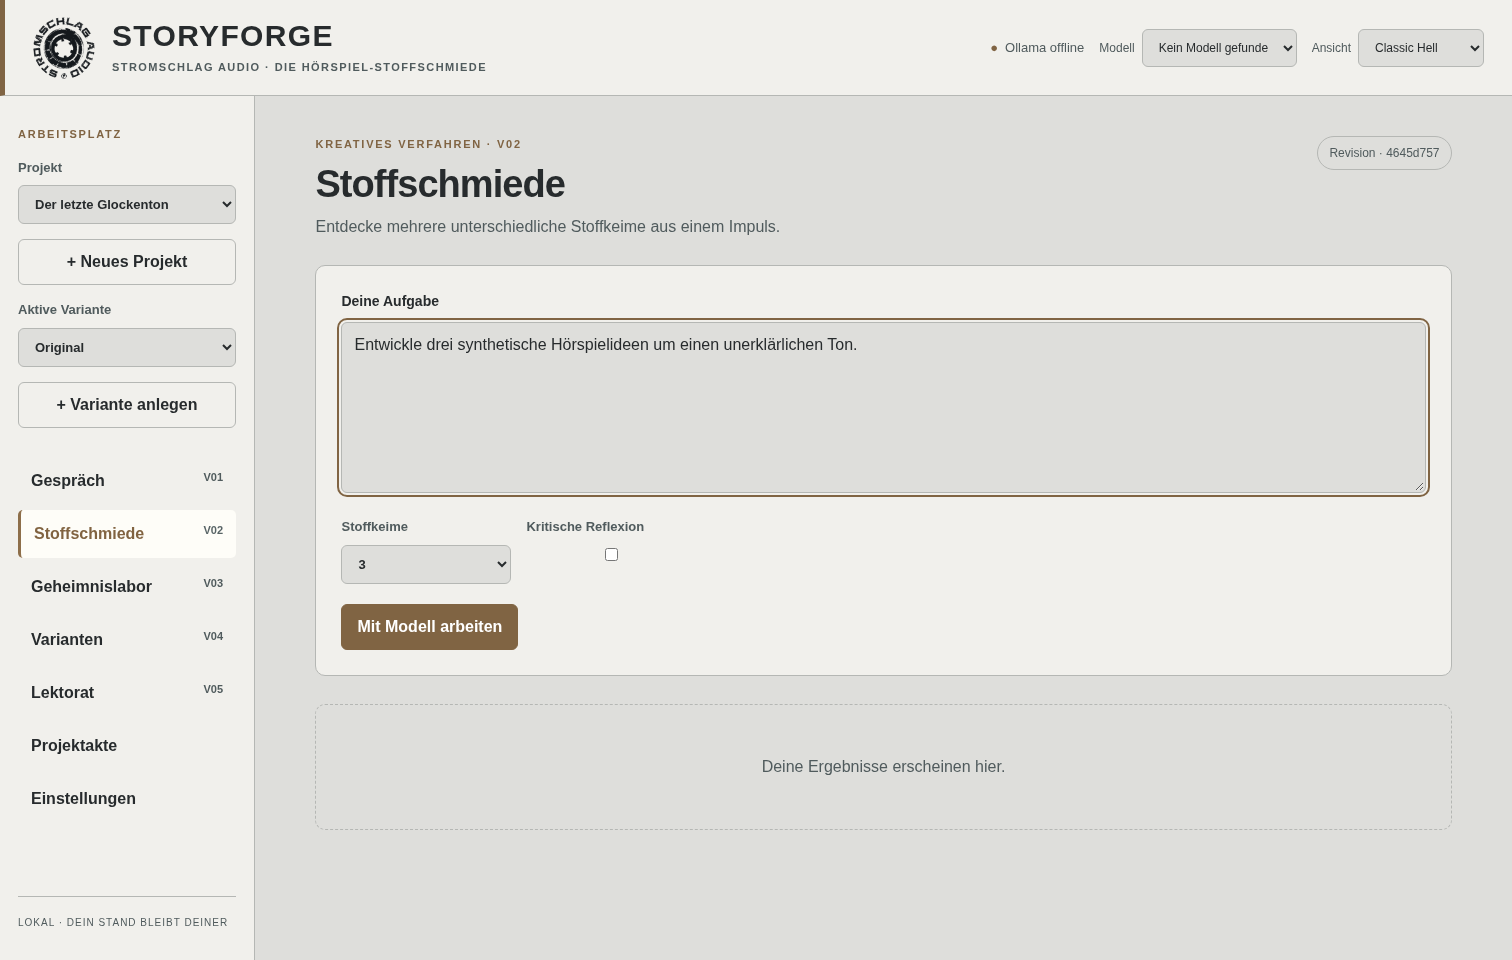 STROMSCHLAG AUDIO
STORYFORGE
STROMSCHLAG AUDIO · DIE HÖRSPIEL-STOFFSCHMIEDE
● Ollama offline
Modell
Kein Modell gefunde
Ansicht
Classic Hell
ARBEITSPLATZ
Projekt
Der letzte Glockenton
+ Neues Projekt
Aktive Variante
Original
+ Variante anlegen
Gespräch V01
Stoffschmiede V02
Geheimnislabor V03
Varianten V04
Lektorat V05
Projektakte
Einstellungen
LOKAL · DEIN STAND BLEIBT DEINER
KREATIVES VERFAHREN · V02
Revision · 4645d757
Stoffschmiede
Entdecke mehrere unterschiedliche Stoffkeime aus einem Impuls.
Deine Aufgabe
Entwickle drei synthetische Hörspielideen um einen unerklärlichen Ton.
Stoffkeime
Kritische Reflexion
3
Mit Modell arbeiten
Deine Ergebnisse erscheinen hier.